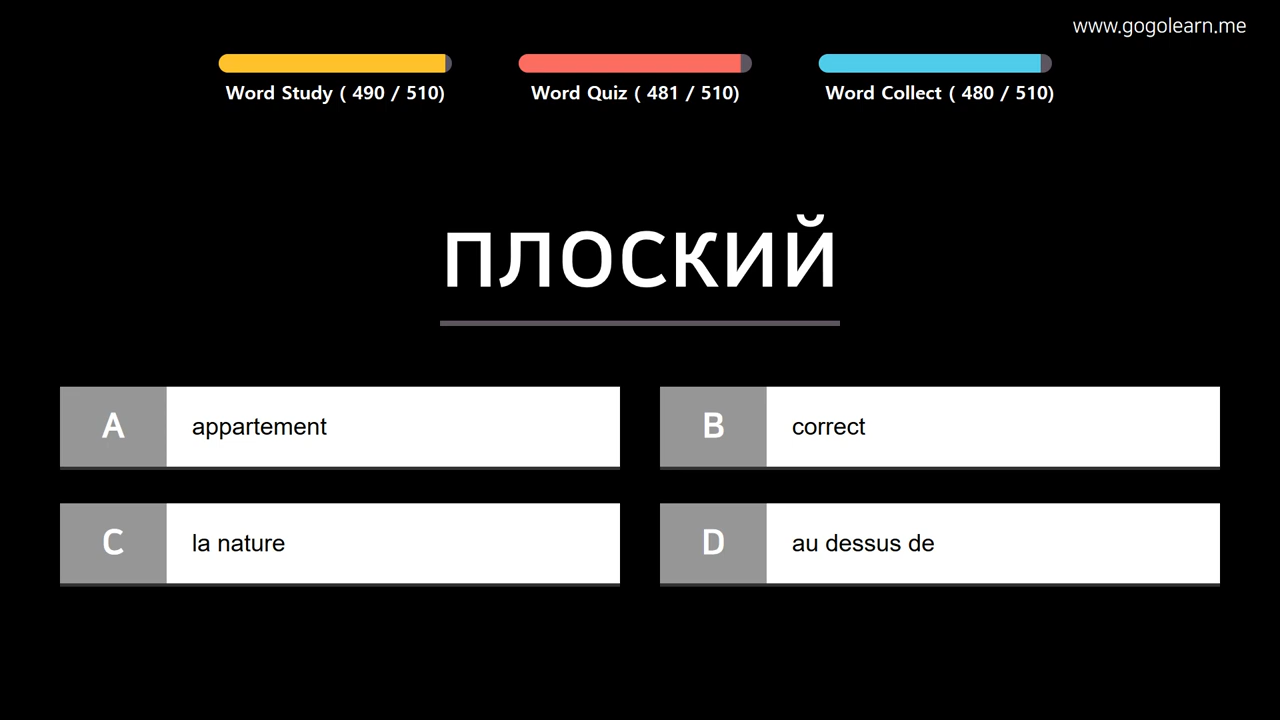 www.gogolearn.me
Word Study ( 490 / 510)
Word Quiz ( 481 / 510)
Word Collect ( 480 / 510)
плоский
A appartement
B correct
C la nature
D au dessus de